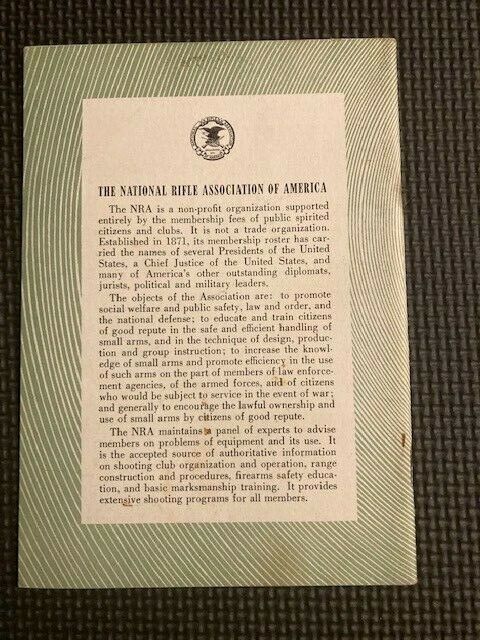 THE NATIONAL RIFLE ASSOCIATION OF AMERICA
The NRA is a non-profit organization supported
entirely by the membership fees of public spirited
citizens and clubs. It is not a trade organization.
Established in 1871, its membership roster has car-
ried the names of several Presidents of the United
States, a Chief Justice of the United States, and
many of America's other outstanding diplomats,
jurists, political and military leaders.
The objects of the Association are: to promote
social welfare and public safety, law and order, and
the national defense; to educate and train citizens
of good repute in the safe and efficient handling of
small arms, and in the technique of design, produc-
tion and group instruction; to increase the knowl-
edge of small arms and promote efficiency in the use
of such arms on the part of members of law enforce-
ment agencies, of the armed forces, and of citizens
who would be subject to service in the event of war;
and generally to encourage the lawful ownership and
use of small arms by citizens of good repute.
The NRA maintains a panel of experts to advise
members on problems of equipment and its use. It
is the accepted source of authoritative information
on shooting club organization and operation, range
construction and procedures, firearms safety educa-
tion, and basic marksmanship training. It provides
extensive shooting programs for all members.